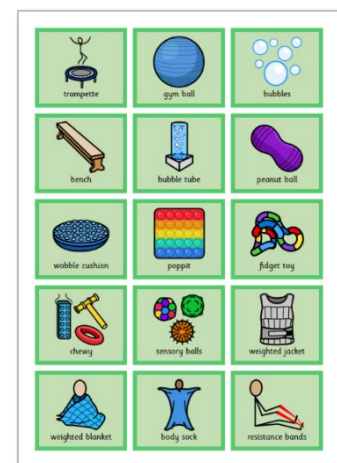 trampette
gym ball
bubbles
bench
bubble tube
peanut ball
wobble cushion
poppit
fidget toy
chewy
sensory balls
weighted jacket
weighted blanket
body sock
resistance bands